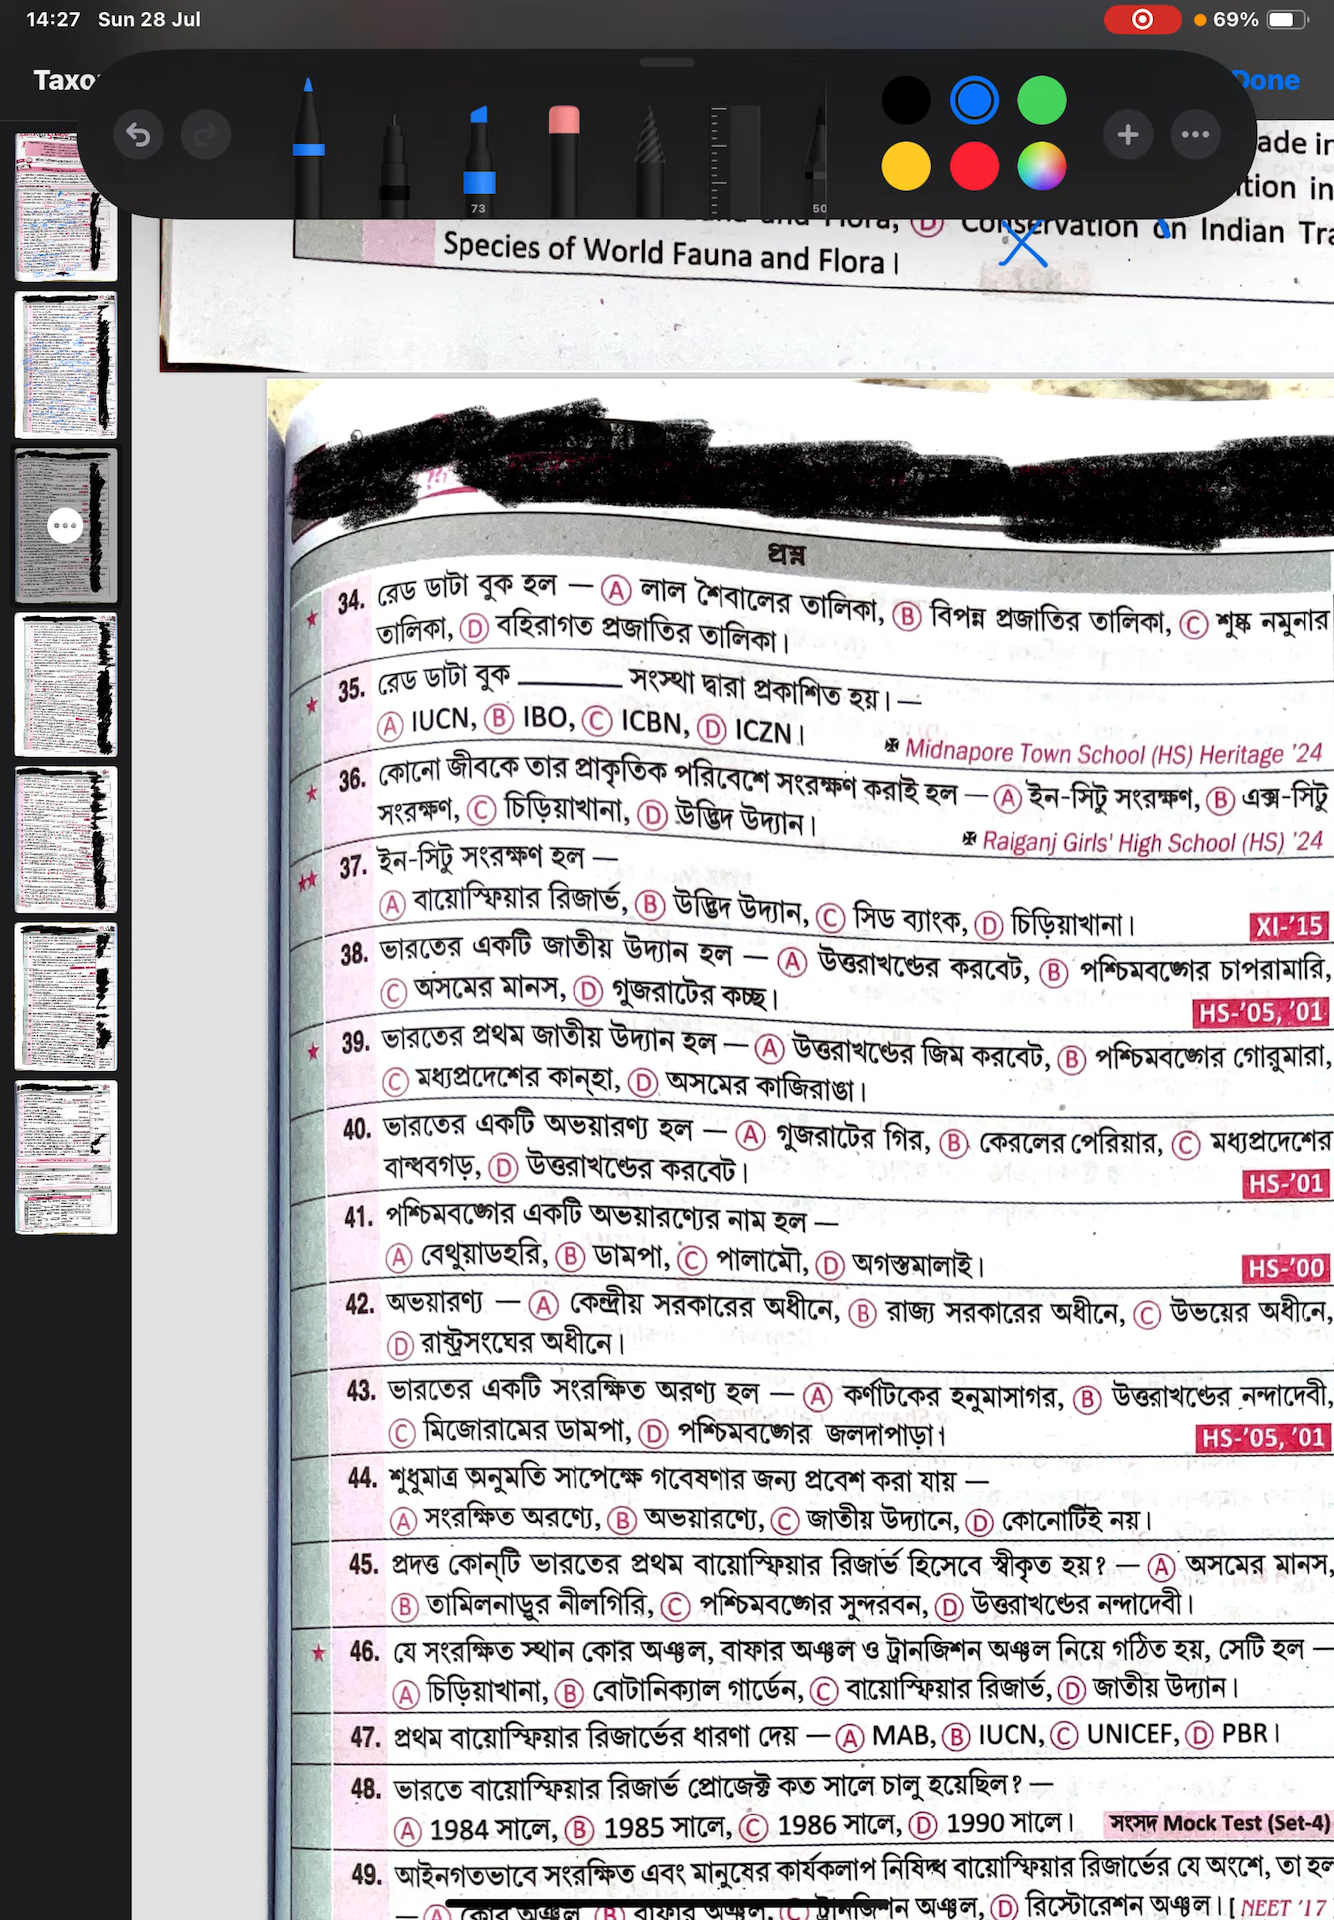 14:27 Sun 28 Jul
69%
Taxo
Done
73
50
ade in
tion in
and Flora, D Conservation on Indian Tra
Species of World Fauna and Flora I
প্রশ্ন
34. রেড ডাটা বুক হল — A লাল শৈবালের তালিকা, B বিপন্ন প্রজাতির তালিকা, C শুষ্ক নমুনার
তালিকা, D বহিরাগত প্রজাতির তালিকা।
35. রেড ডাটা বুক ________ সংস্থা দ্বারা প্রকাশিত হয়। —
A IUCN, B IBO, C ICBN, D ICZN।
✠ Midnapore Town School (HS) Heritage '24
36. কোনো জীবকে তার প্রাকৃতিক পরিবেশে সংরক্ষণ করাই হল — A ইন-সিটু সংরক্ষণ, B এক্স-সিটু
সংরক্ষণ, C চিড়িয়াখানা, D উদ্ভিদ উদ্যান।
✠ Raiganj Girls' High School (HS) '24
37. ইন-সিটু সংরক্ষণ হল —
A বায়োস্ফিয়ার রিজার্ভ, B উদ্ভিদ উদ্যান, C সিড ব্যাংক, D চিড়িয়াখানা। XI-'15
38. ভারতের একটি জাতীয় উদ্যান হল — A উত্তরাখণ্ডের করবেট, B পশ্চিমবঙ্গের চাপরামারি,
C অসমের মানস, D গুজরাটের কচ্ছ। HS-'05, '01
39. ভারতের প্রথম জাতীয় উদ্যান হল — A উত্তরাখণ্ডের জিম করবেট, B পশ্চিমবঙ্গের গোরুমারা,
C মধ্যপ্রদেশের কান্‌হা, D অসমের কাজিরাঙা।
40. ভারতের একটি অভয়ারণ্য হল — A গুজরাটের গির, B কেরলের পেরিয়ার, C মধ্যপ্রদেশের
বান্ধবগড়, D উত্তরাখণ্ডের করবেট। HS-'01
41. পশ্চিমবঙ্গের একটি অভয়ারণ্যের নাম হল —
A বেথুয়াডহরি, B ডামপা, C পালামৌ, D অগস্তমালাই। HS-'00
42. অভয়ারণ্য — A কেন্দ্রীয় সরকারের অধীনে, B রাজ্য সরকারের অধীনে, C উভয়ের অধীনে,
D রাষ্ট্রসংঘের অধীনে।
43. ভারতের একটি সংরক্ষিত অরণ্য হল — A কর্ণাটকের হনুমাসাগর, B উত্তরাখণ্ডের নন্দাদেবী,
C মিজোরামের ডামপা, D পশ্চিমবঙ্গের জলদাপাড়া। HS-'05, '01
44. শুধুমাত্র অনুমতি সাপেক্ষে গবেষণার জন্য প্রবেশ করা যায় —
A সংরক্ষিত অরণ্যে, B অভয়ারণ্যে, C জাতীয় উদ্যানে, D কোনোটিই নয়।
45. প্রদত্ত কোন্‌টি ভারতের প্রথম বায়োস্ফিয়ার রিজার্ভ হিসেবে স্বীকৃত হয়? — A অসমের মানস,
B তামিলনাড়ুর নীলগিরি, C পশ্চিমবঙ্গের সুন্দরবন, D উত্তরাখণ্ডের নন্দাদেবী।
46. যে সংরক্ষিত স্থান কোর অঞ্চল, বাফার অঞ্চল ও ট্রানজিশন অঞ্চল নিয়ে গঠিত হয়, সেটি হল —
A চিড়িয়াখানা, B বোটানিক্যাল গার্ডেন, C বায়োস্ফিয়ার রিজার্ভ, D জাতীয় উদ্যান।
47. প্রথম বায়োস্ফিয়ার রিজার্ভের ধারণা দেয় — A MAB, B IUCN, C UNICEF, D PBR।
48. ভারতে বায়োস্ফিয়ার রিজার্ভ প্রোজেক্ট কত সালে চালু হয়েছিল? —
A 1984 সালে, B 1985 সালে, C 1986 সালে, D 1990 সালে। সংসদ Mock Test (Set-4)
49. আইনগতভাবে সংরক্ষিত এবং মানুষের কার্যকলাপ নিষিদ্ধ বায়োস্ফিয়ার রিজার্ভের যে অংশে, তা হল
— A কোর অঞ্চল, B বাফার অঞ্চল, C ট্রানজিশন অঞ্চল, D রিস্টোরেশন অঞ্চল। [ NEET '17